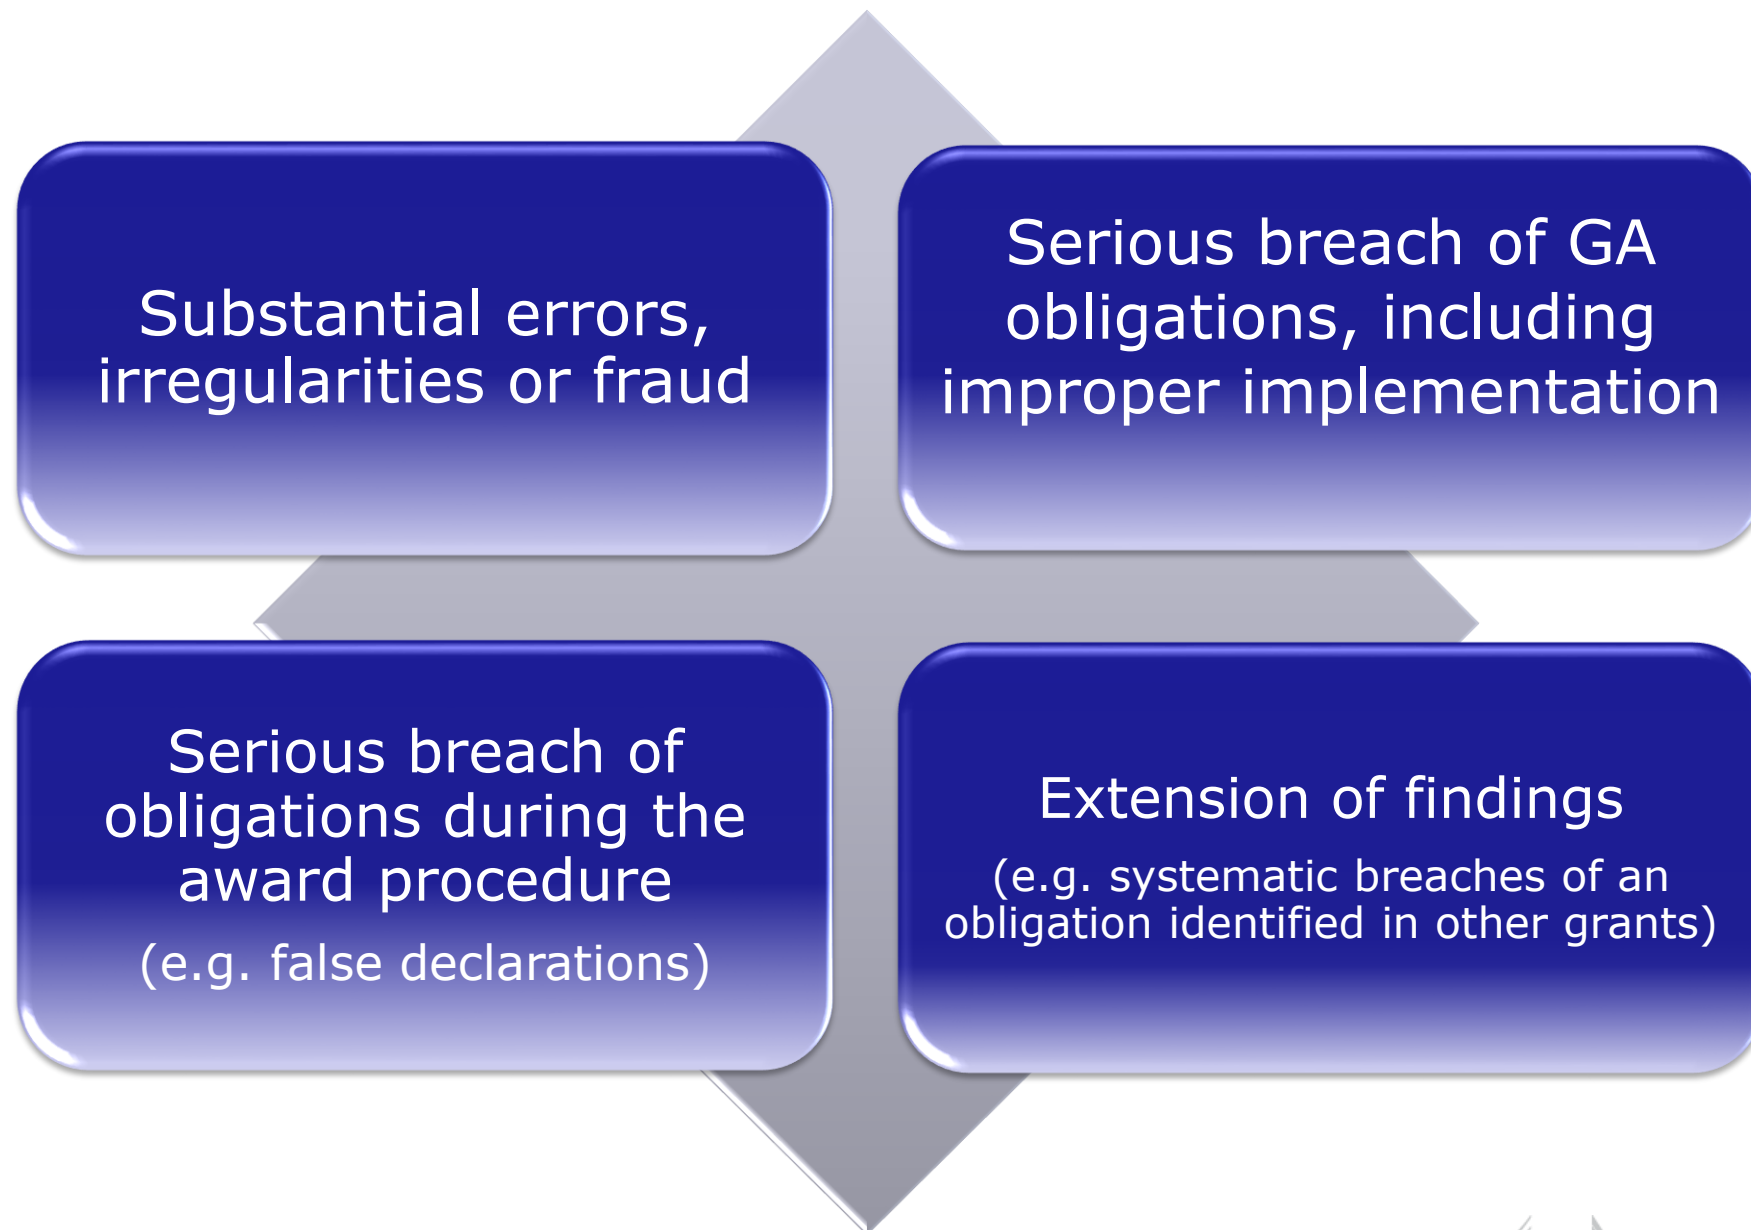 Substantial errors,
irregularities or fraud
Serious breach of GA
obligations, including
improper implementation
Serious breach of
obligations during the
award procedure
(e.g. false declarations)
Extension of findings
(e.g. systematic breaches of an
obligation identified in other grants)